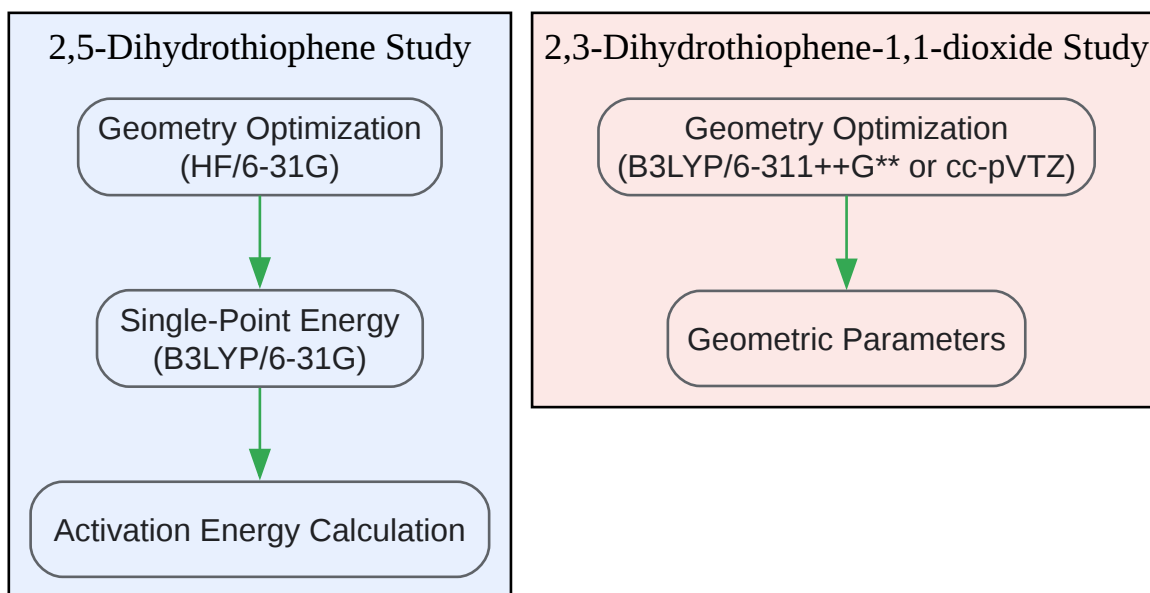 2,5-Dihydrothiophene Study
Geometry Optimization
(HF/6-31G)
Single-Point Energy
(B3LYP/6-31G)
Activation Energy Calculation
2,3-Dihydrothiophene-1,1-dioxide Study
Geometry Optimization
(B3LYP/6-311++G** or cc-pVTZ)
Geometric Parameters